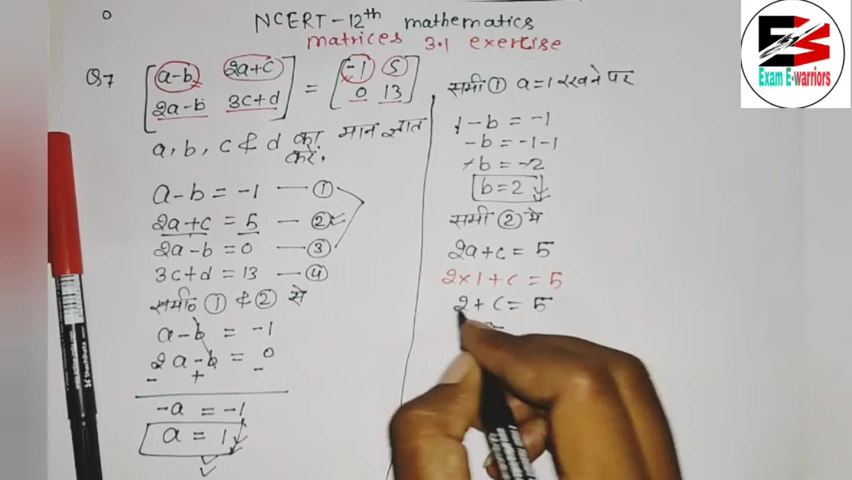 NCERT - 12th mathematics
matrices 3.1 exercise
Q7 [a-b 2a+c
2a-b 3c+d] = [-1 5
0 13]
a, b, c & d का मान ज्ञात
करें.
a-b = -1 — ①
2a+c = 5 — ②
2a-b = 0 — ③
3c+d = 13 — ④
समी० ① & ② से
a-b = -1
2a-b = 0
- + -
-a = -1
a = 1
समी ① a=1 रखने पर
1-b = -1
-b = -1-1
-b = -2
b=2
समी ② मे
2a+c = 5
2×1+c = 5
2+c = 5
Exam E-warriors